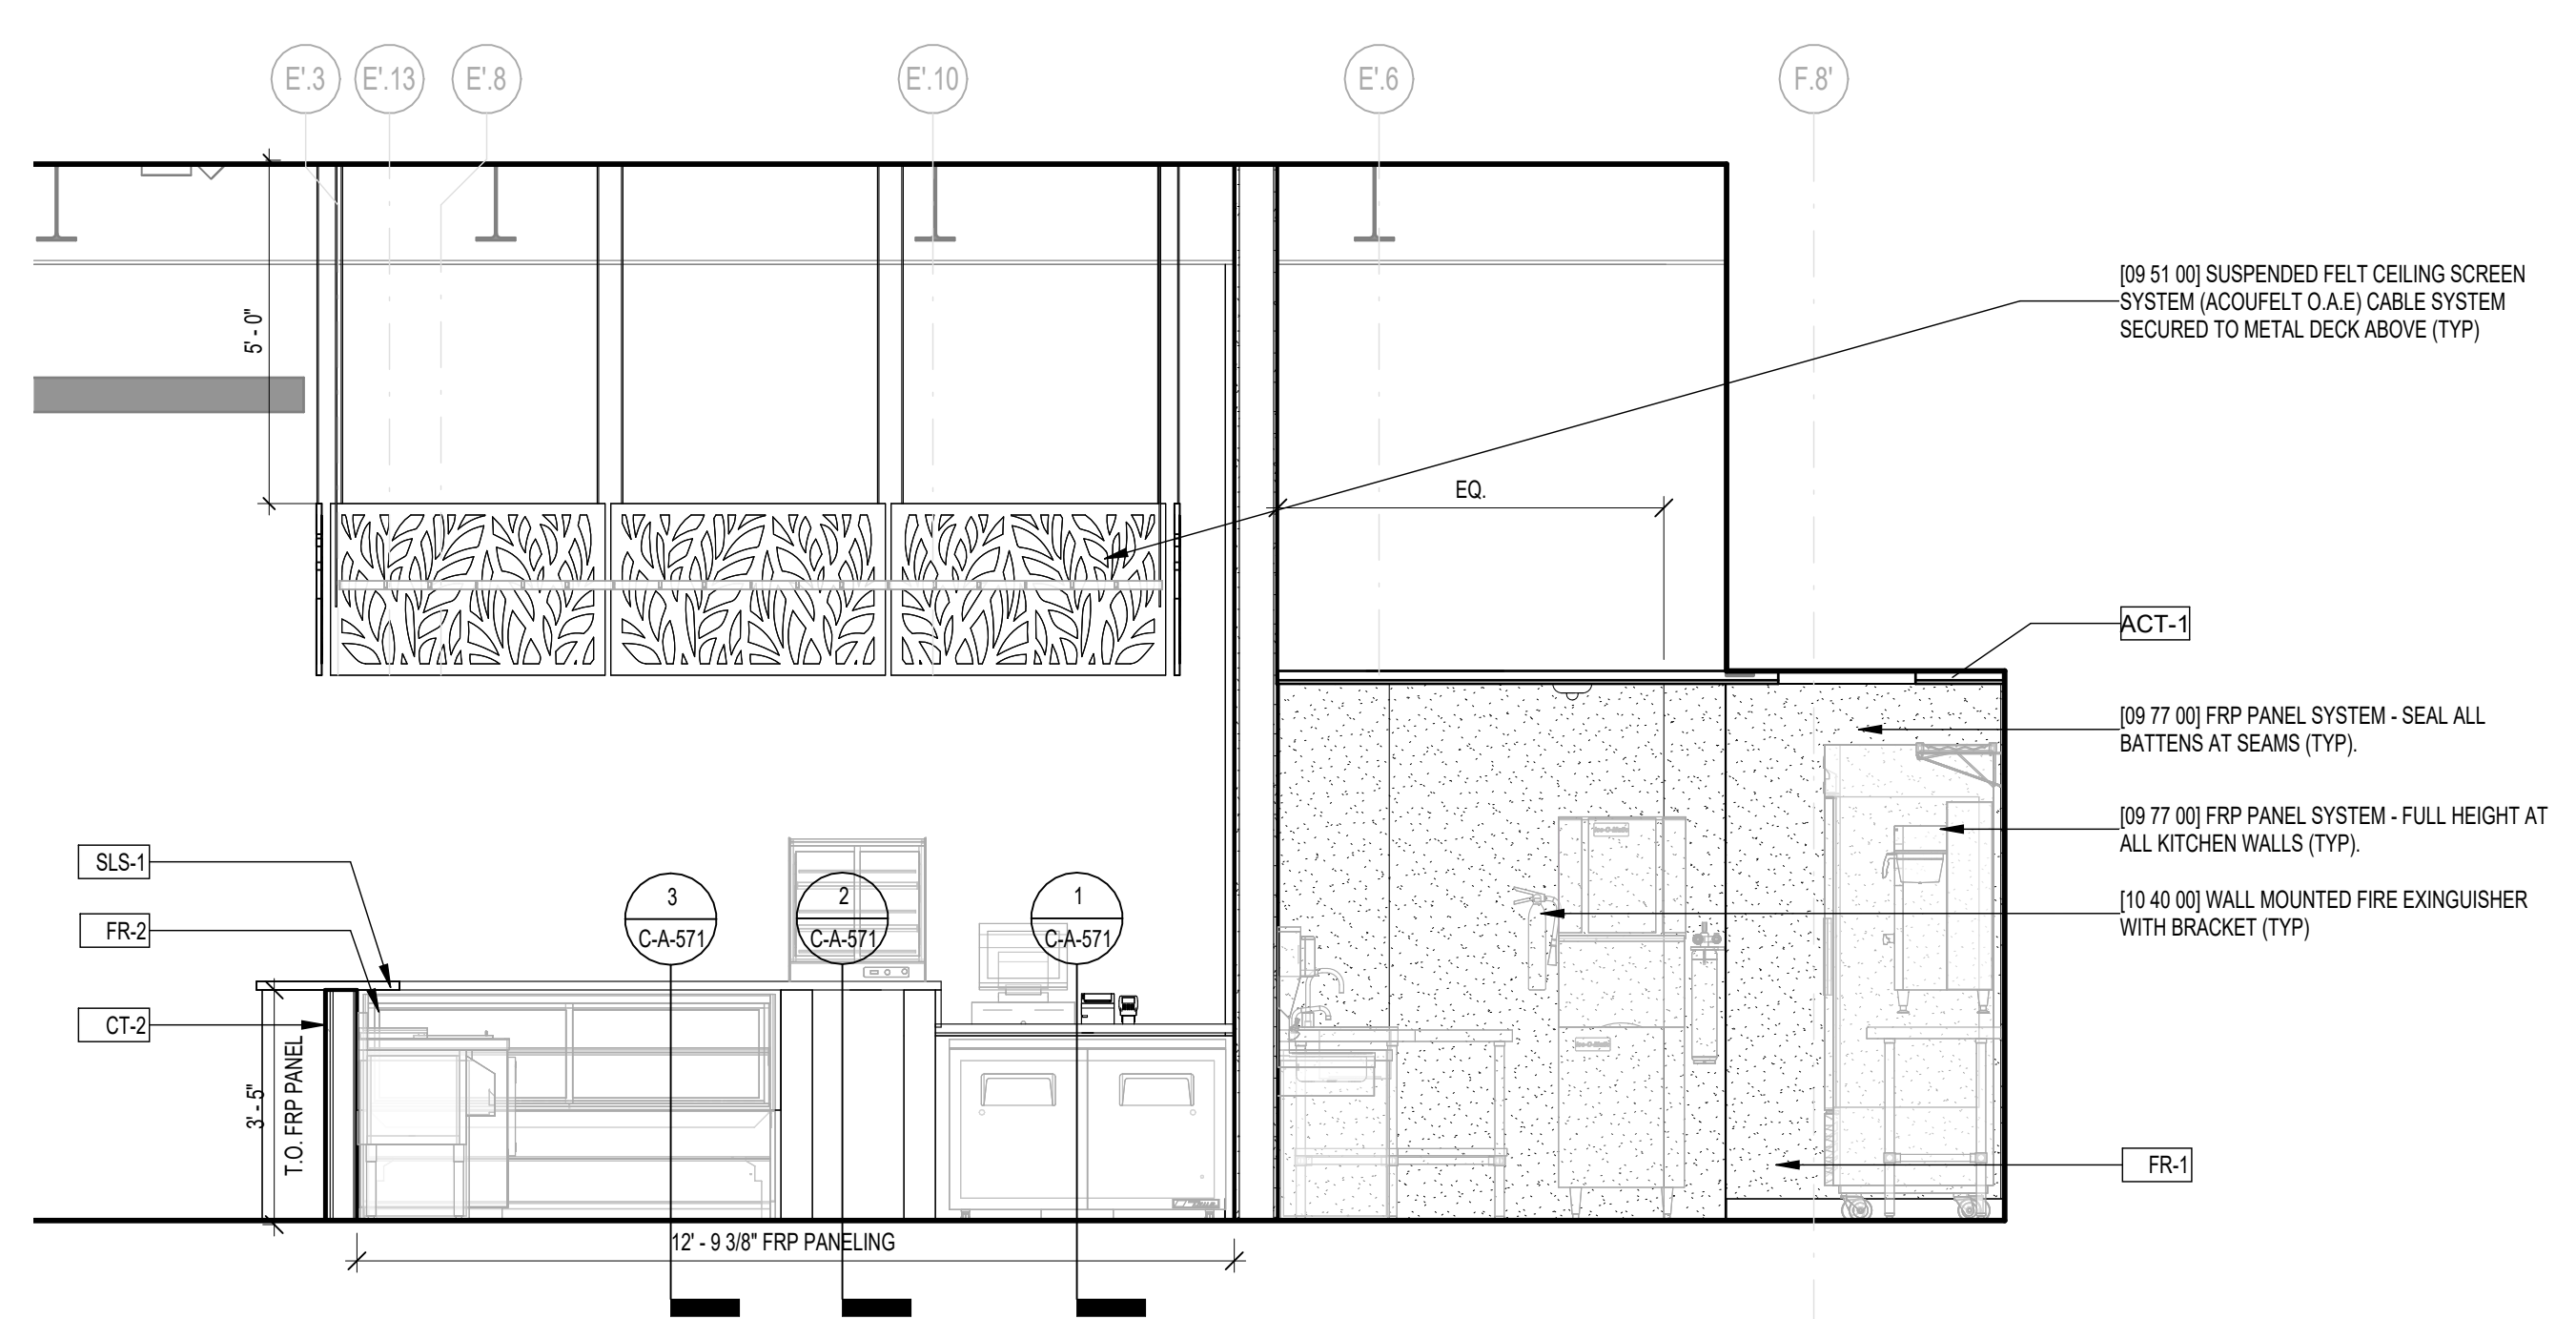 E'.3
E'.13
E'.8
E'.10
E'.6
F.8'
5' - 0"
[09 51 00] SUSPENDED FELT CEILING SCREEN
SYSTEM (ACOUFELT O.A.E) CABLE SYSTEM
SECURED TO METAL DECK ABOVE (TYP)
EQ.
ACT-1
[09 77 00] FRP PANEL SYSTEM - SEAL ALL
BATTENS AT SEAMS (TYP).
[09 77 00] FRP PANEL SYSTEM - FULL HEIGHT AT
ALL KITCHEN WALLS (TYP).
[10 40 00] WALL MOUNTED FIRE EXINGUISHER
WITH BRACKET (TYP)
SLS-1
FR-2
CT-2
3
C-A-571
2
C-A-571
1
C-A-571
3' - 5"
T.O. FRP PANEL
FR-1
12' - 9 3/8" FRP PANELING